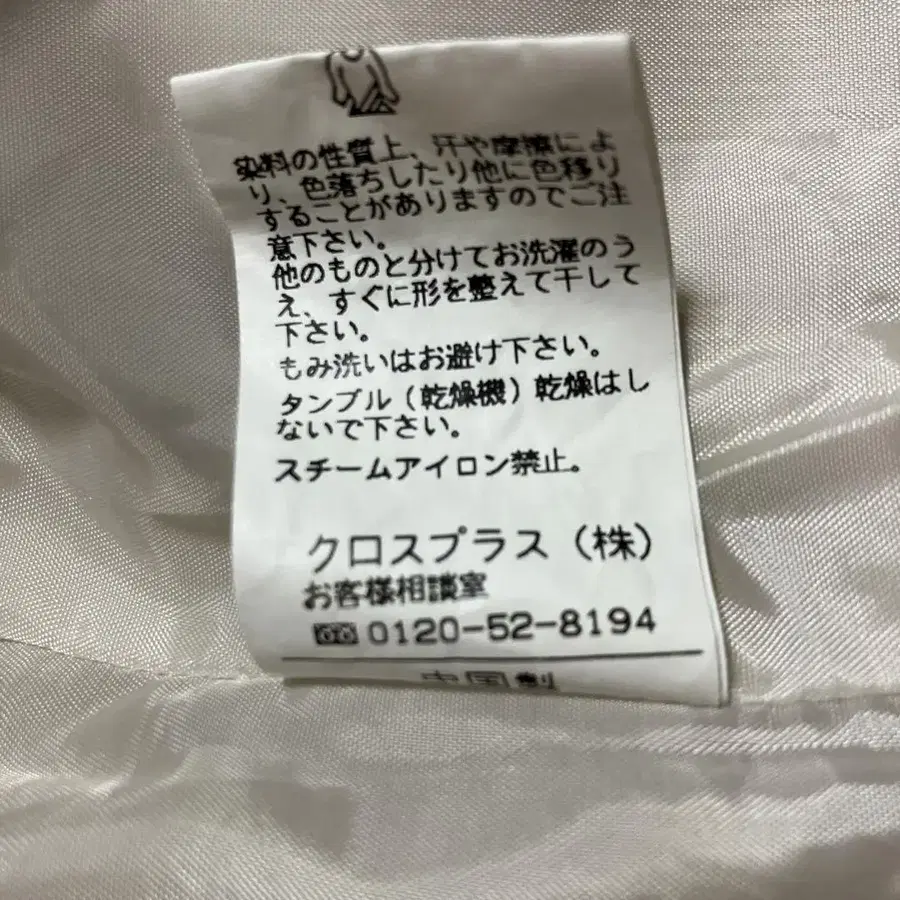 染料の性質上、汗や摩擦によ
り、色落ちしたり他に色移り
することがありますのでご注
意下さい。
他のものと分けてお洗濯のう
え、すぐに形を整えて干して
下さい。
もみ洗いはお避け下さい。
タンブル（乾燥機）乾燥はし
ないで下さい。
スチームアイロン禁止。
クロスプラス（株）
お客様相談室
0120-52-8194
中国製